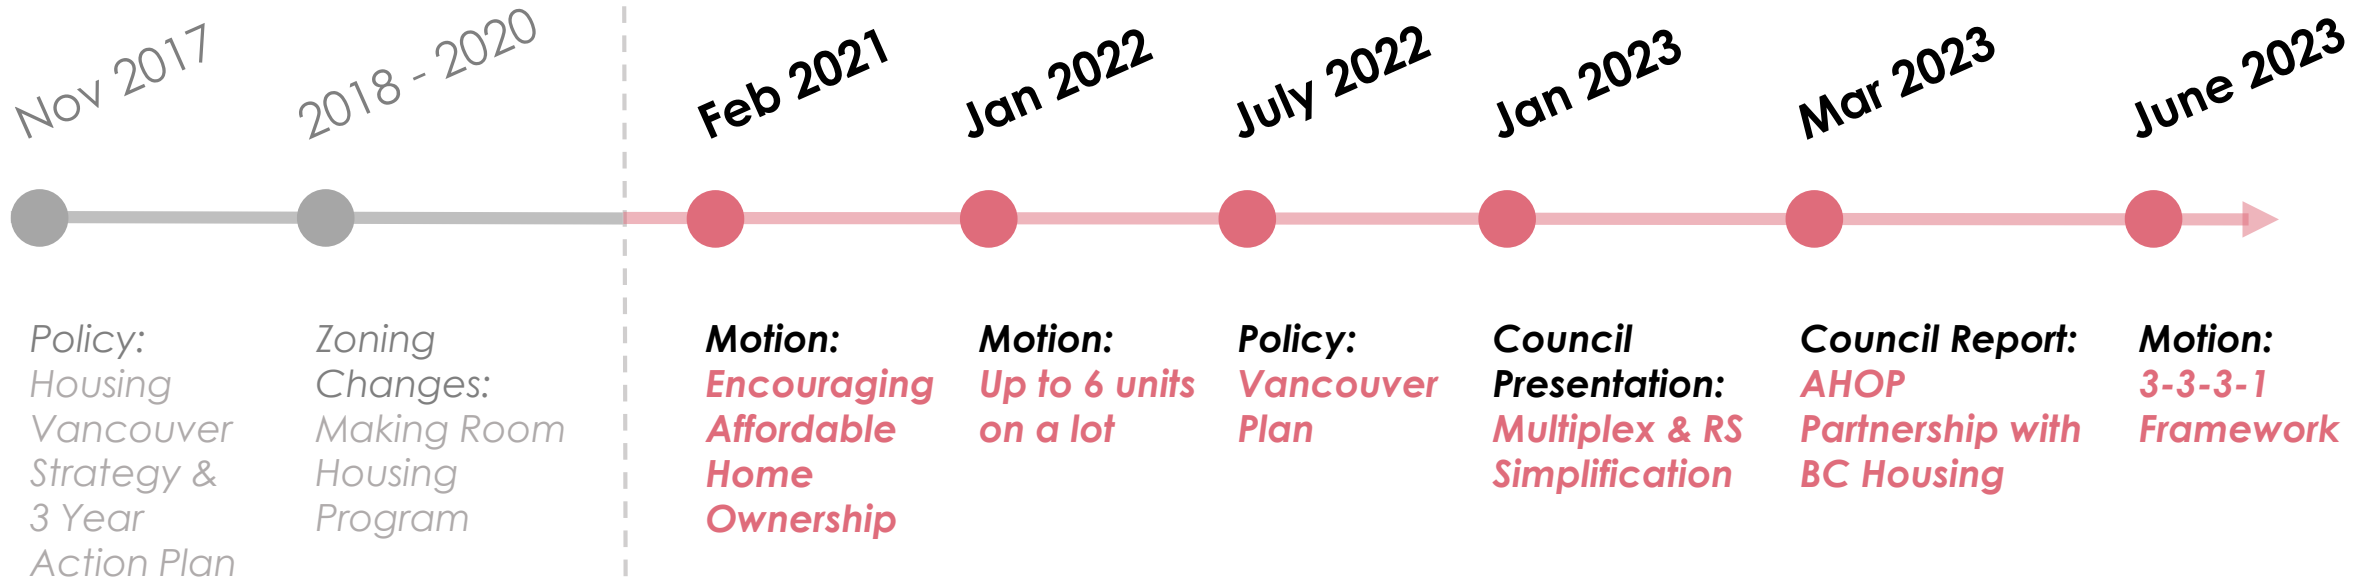 Nov 2017
2018 - 2020
Feb 2021
Jan 2022
July 2022
Jan 2023
Mar 2023
June 2023
Policy:
Housing
Vancouver
Strategy &
3 Year
Action Plan
Zoning
Changes:
Making Room
Housing
Program
Motion:
Encouraging
Affordable
Home
Ownership
Motion:
Up to 6 units
on a lot
Policy:
Vancouver
Plan
Council
Presentation:
Multiplex & RS
Simplification
Council Report:
AHOP
Partnership with
BC Housing
Motion:
3-3-3-1
Framework